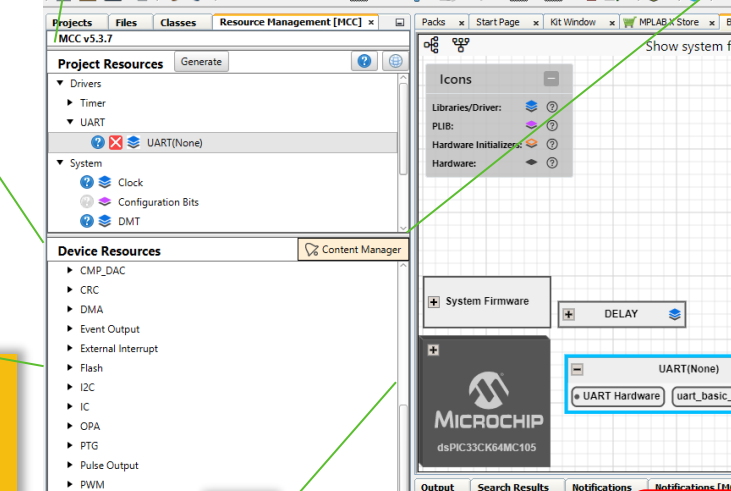 Projects Files Classes Resource Management [MCC] ×
MCC v5.3.7
Project Resources Generate
Drivers
Timer
UART
UART(None)
System
Clock
Configuration Bits
DMT
Device Resources Content Manager
CMP_DAC
CRC
DMA
Event Output
External Interrupt
Flash
I2C
IC
OPA
PTG
Pulse Output
PWM
Packs × Start Page × Kit Window × MPLAB X Store × B
Show system f
Icons
Libraries/Driver:
PLIB:
Hardware Initializers:
Hardware:
System Firmware
DELAY
UART(None)
UART Hardware uart_basic_
MICROCHIP
dsPIC33CK64MC105
Output Search Results Notifications Notifications [M